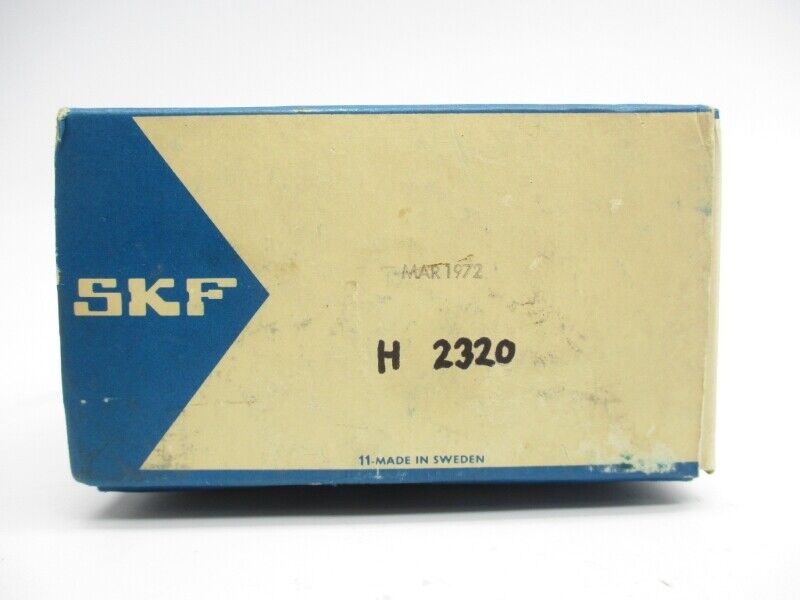 MAR 1972
SKF
H 2320
11-MADE IN SWEDEN